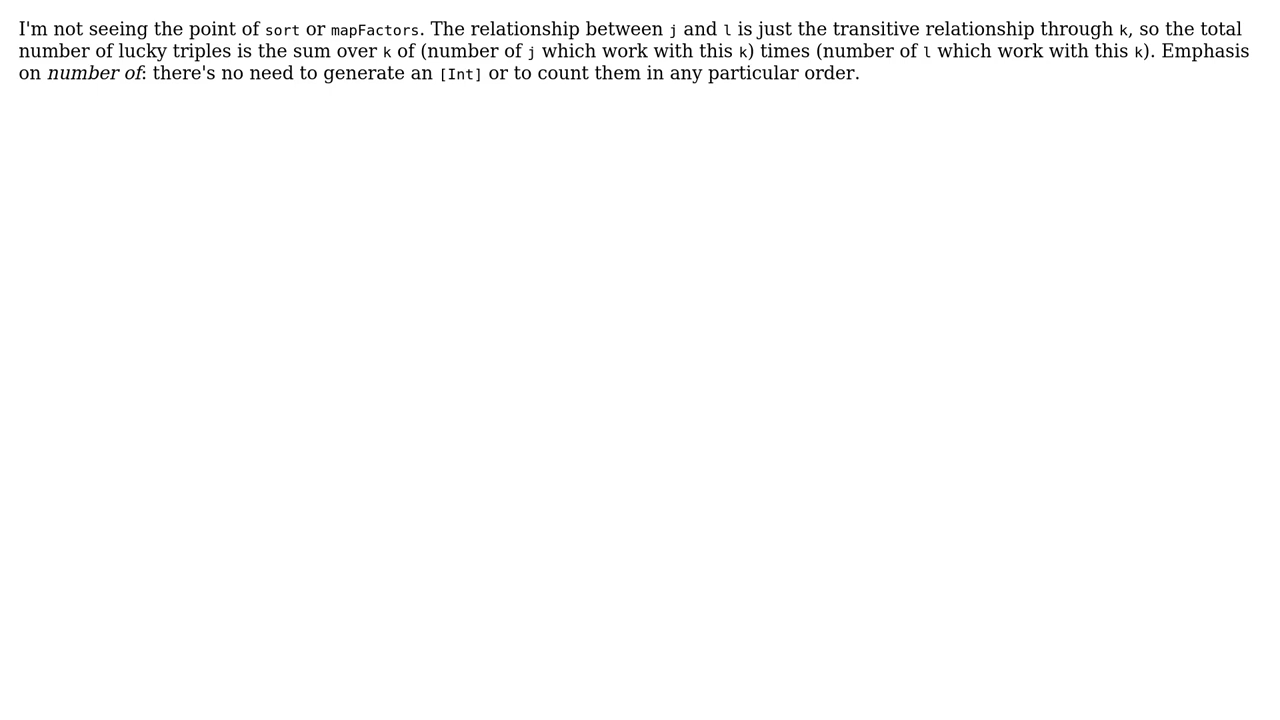 I'm not seeing the point of sort or mapFactors. The relationship between j and l is just the transitive relationship through k, so the total
number of lucky triples is the sum over k of (number of j which work with this k) times (number of l which work with this k). Emphasis
on number of: there's no need to generate an [Int] or to count them in any particular order.